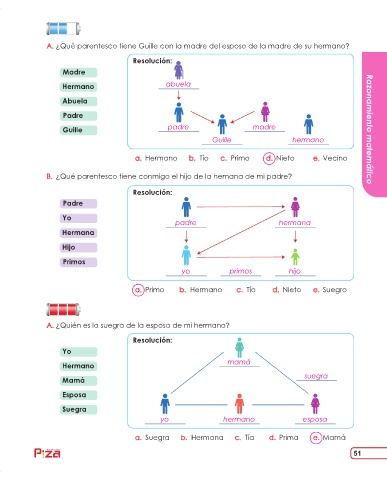 A. ¿Qué parentesco tiene Guille con la madre del esposo de la madre de su hermano?
Resolución:
Madre
Hermano
Abuela
Padre
Guille
abuela
padre madre
Guille hermano
a. Hermano b. Tío c. Primo d. Nieto e. Vecino
B. ¿Qué parentesco tiene conmigo el hijo de la hemana de mi padre?
Resolución:
Padre
Yo
Hermana
Hijo
Primos
padre hermana
yo primos hijo
a. Primo b. Hermano c. Tío d. Nieto e. Suegro
A. ¿Quién es la suegra de la esposa de mi hermano?
Resolución:
Yo
Hermano
Mamá
Esposa
Suegra
mamá
suegra
yo hermano esposa
a. Suegra b. Hermana c. Tía d. Prima e. Mamá
Razonamiento matemático
Pyza
51